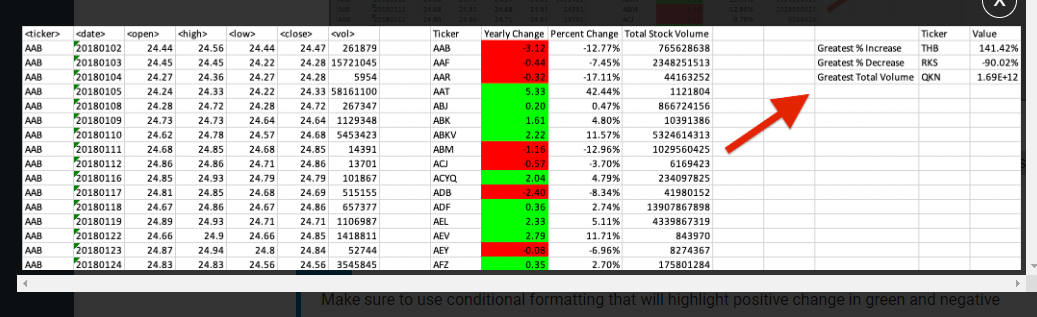 X
<ticker> <date> <open> <high> <low> <close> <vol> Ticker Yearly Change Percent Change Total Stock Volume Ticker Value
AAB 20180102 24.44 24.56 24.44 24.47 261879 AAB -3.12 -12.77% 765628638 Greatest % Increase THB 141.42%
AAB 20180103 24.45 24.45 24.22 24.28 15721045 AAF -0.44 -7.45% 2348251513 Greatest % Decrease RKS -90.02%
AAB 20180104 24.27 24.36 24.27 24.28 5954 AAR -0.32 -17.11% 44163252 Greatest Total Volume QKN 1.69E+12
AAB 20180105 24.24 24.33 24.22 24.33 58161100 AAT 5.33 42.44% 1121804
AAB 20180108 24.28 24.72 24.28 24.72 267347 ABJ 0.20 0.47% 866724156
AAB 20180109 24.73 24.73 24.64 24.64 1129348 ABK 1.61 4.80% 10391386
AAB 20180110 24.62 24.78 24.57 24.68 5453423 ABKV 2.22 11.57% 5324614313
AAB 20180111 24.68 24.85 24.68 24.85 14391 ABM -1.16 -12.96% 1029560425
AAB 20180112 24.86 24.86 24.71 24.86 13701 ACJ -0.57 -3.70% 6169423
AAB 20180116 24.85 24.93 24.79 24.79 101867 ACYQ 2.04 4.79% 234097825
AAB 20180117 24.81 24.85 24.68 24.69 515155 ADB -2.40 -8.34% 41980152
AAB 20180118 24.67 24.86 24.67 24.86 657377 ADF 0.36 2.74% 13907867898
AAB 20180119 24.89 24.93 24.71 24.71 1106987 AEL 2.33 5.11% 4339867319
AAB 20180122 24.66 24.9 24.66 24.85 1418811 AEV 2.79 11.71% 843970
AAB 20180123 24.87 24.94 24.8 24.84 52744 AEY -0.08 -6.96% 8274367
AAB 20180124 24.83 24.83 24.56 24.56 3545845 AFZ 0.35 2.70% 175801284
Make sure to use conditional formatting that will highlight positive change in green and negative